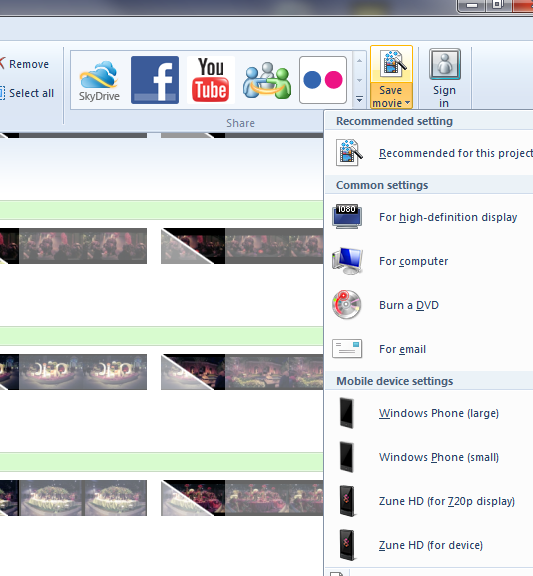 Remove
Select all
SkyDrive
f
You
Tube
Save
movie
Sign
in
Share
Recommended setting
Recommended for this project
Common settings
1080
For high-definition display
For computer
Burn a DVD
For email
Mobile device settings
Windows Phone (large)
Windows Phone (small)
Zune HD (for 720p display)
Zune HD (for device)